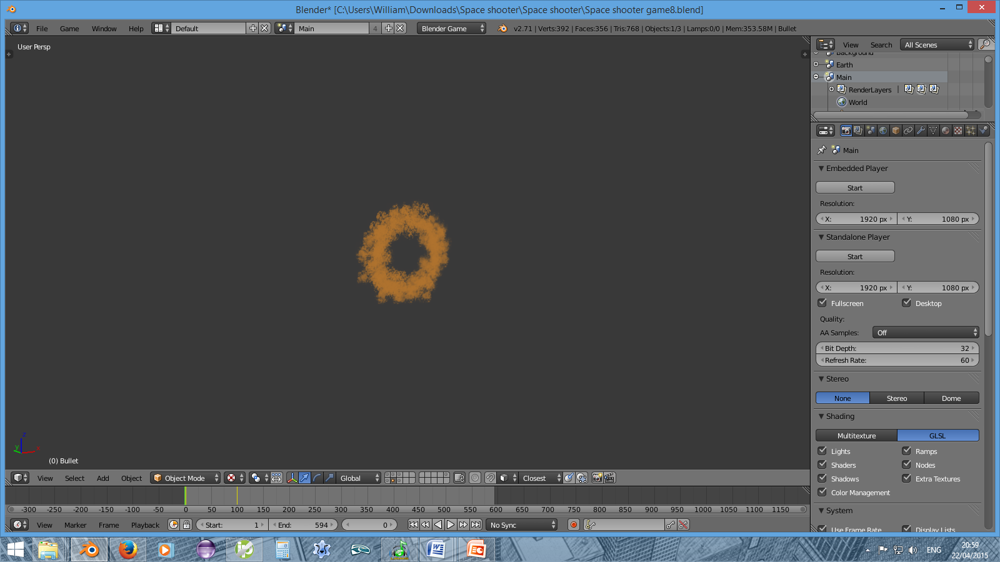 Blender* [C:\Users\William\Downloads\Space shooter\Space shooter\Space shooter game8.blend]
File Game Window Help Default Main 4 Blender Game v2.71 | Verts:392 | Faces:356 | Tris:768 | Objects:1/3 | Lamps:0/0 | Mem:353.58M | Bullet
User Persp
View Search All Scenes
Background
Earth
Main
RenderLayers
World
Main
Embedded Player
Start
Resolution:
X: 1920 px Y: 1080 px
Standalone Player
Start
Resolution:
X: 1920 px Y: 1080 px
Fullscreen Desktop
Quality:
AA Samples: Off
Bit Depth: 32
Refresh Rate: 60
Stereo
None Stereo Dome
Shading
Multitexture GLSL
Lights Ramps
Shaders Nodes
Shadows Extra Textures
Color Management
System
Use Frame Rate Display Lists
z
y x
(0) Bullet
View Select Add Object Object Mode Global Closest
-300 -250 -200 -150 -100 -50 0 50 100 150 200 250 300 350 400 450 500 550 600 650 700 750 800 850 900 950 1000 1050 1100 1150
View Marker Frame Playback Start: 1 End: 594 0 No Sync
ENG
20:59
22/04/2015